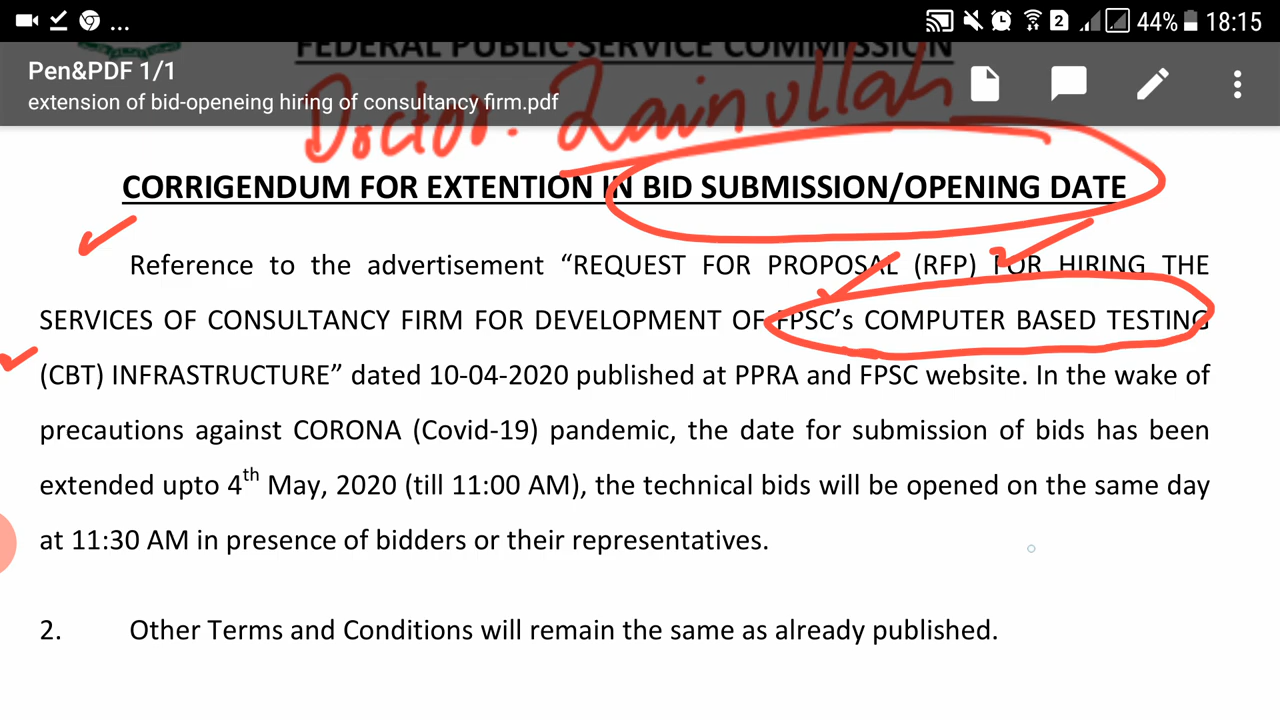 ... 2 44% 18:15
FEDERAL PUBLIC SERVICE COMMISSION
Pen&PDF 1/1
extension of bid-openeing hiring of consultancy firm.pdf
Doctor. Zainullah
CORRIGENDUM FOR EXTENTION IN BID SUBMISSION/OPENING DATE
Reference to the advertisement “REQUEST FOR PROPOSAL (RFP) FOR HIRING THE
SERVICES OF CONSULTANCY FIRM FOR DEVELOPMENT OF FPSC’s COMPUTER BASED TESTING
(CBT) INFRASTRUCTURE” dated 10-04-2020 published at PPRA and FPSC website. In the wake of
precautions against CORONA (Covid-19) pandemic, the date for submission of bids has been
extended upto 4th May, 2020 (till 11:00 AM), the technical bids will be opened on the same day
at 11:30 AM in presence of bidders or their representatives.
2. Other Terms and Conditions will remain the same as already published.